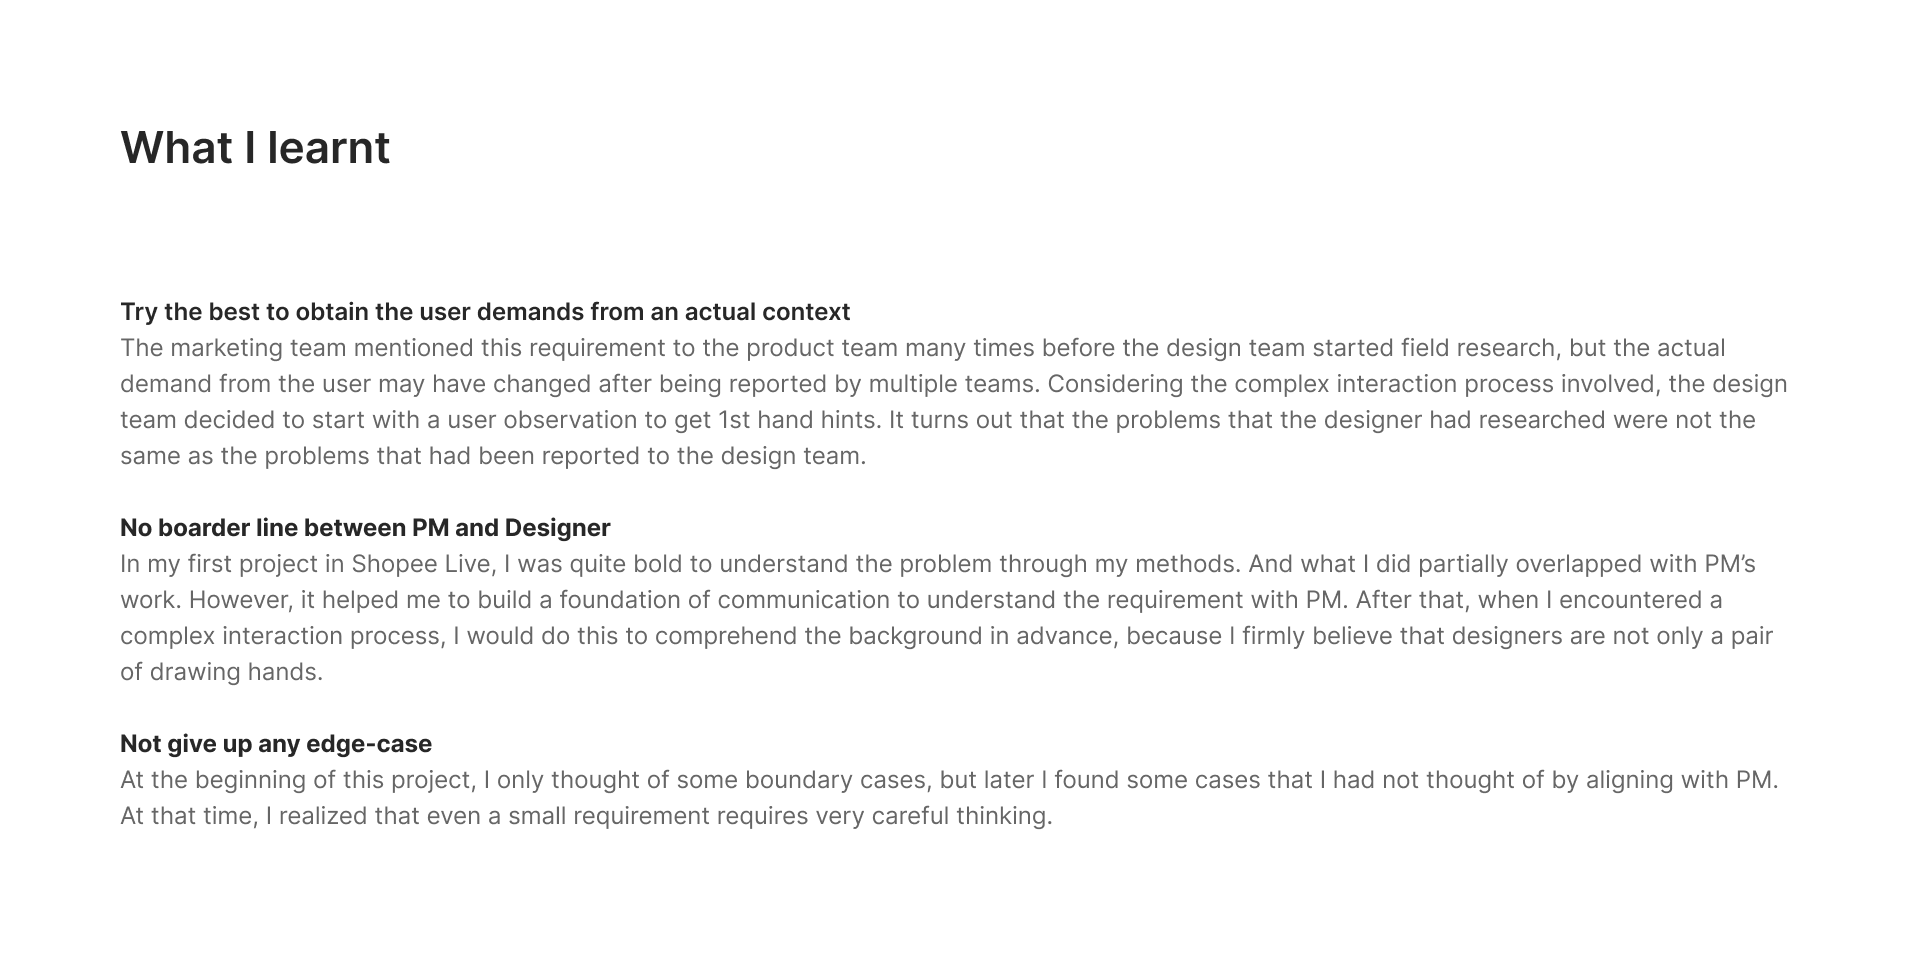 What I learnt
Try the best to obtain the user demands from an actual context
The marketing team mentioned this requirement to the product team many times before the design team started field research, but the actual
demand from the user may have changed after being reported by multiple teams. Considering the complex interaction process involved, the design
team decided to start with a user observation to get 1st hand hints. It turns out that the problems that the designer had researched were not the
same as the problems that had been reported to the design team.
No boarder line between PM and Designer
In my first project in Shopee Live, I was quite bold to understand the problem through my methods. And what I did partially overlapped with PM’s
work. However, it helped me to build a foundation of communication to understand the requirement with PM. After that, when I encountered a
complex interaction process, I would do this to comprehend the background in advance, because I firmly believe that designers are not only a pair
of drawing hands.
Not give up any edge-case
At the beginning of this project, I only thought of some boundary cases, but later I found some cases that I had not thought of by aligning with PM.
At that time, I realized that even a small requirement requires very careful thinking.